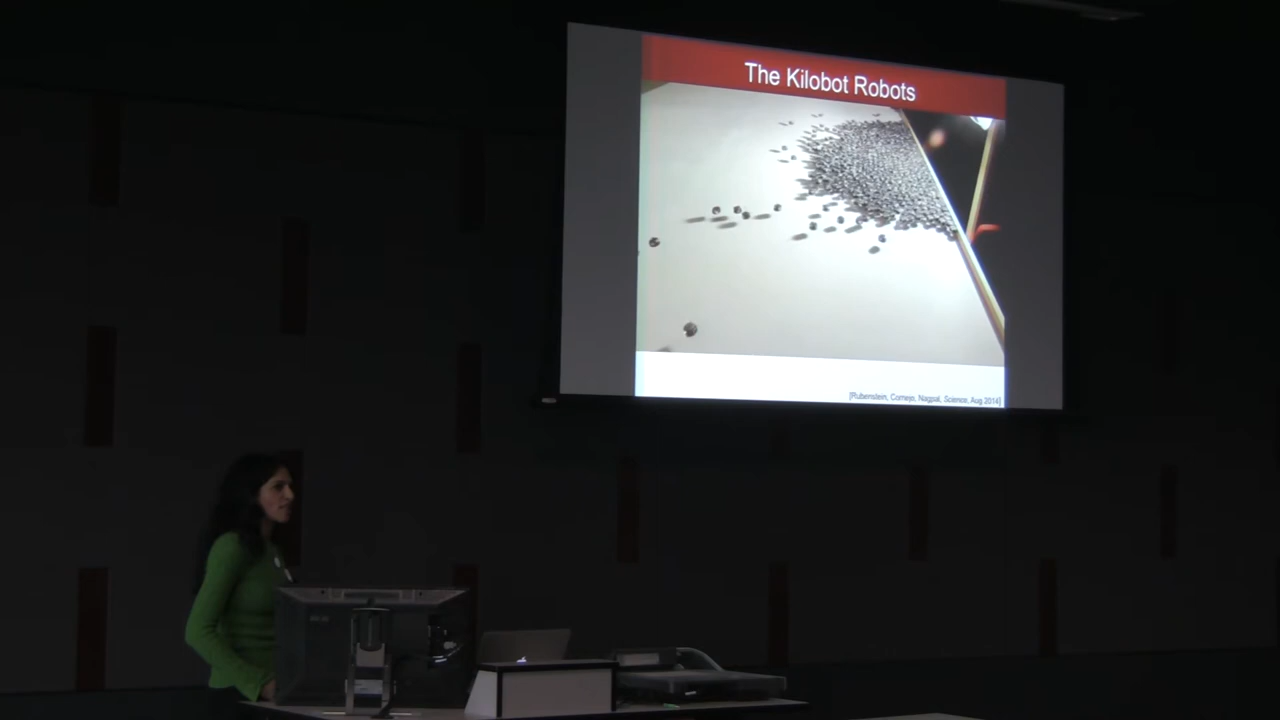 The Kilobot Robots
[Rubenstein, Cornejo, Nagpal, Science, Aug 2014]